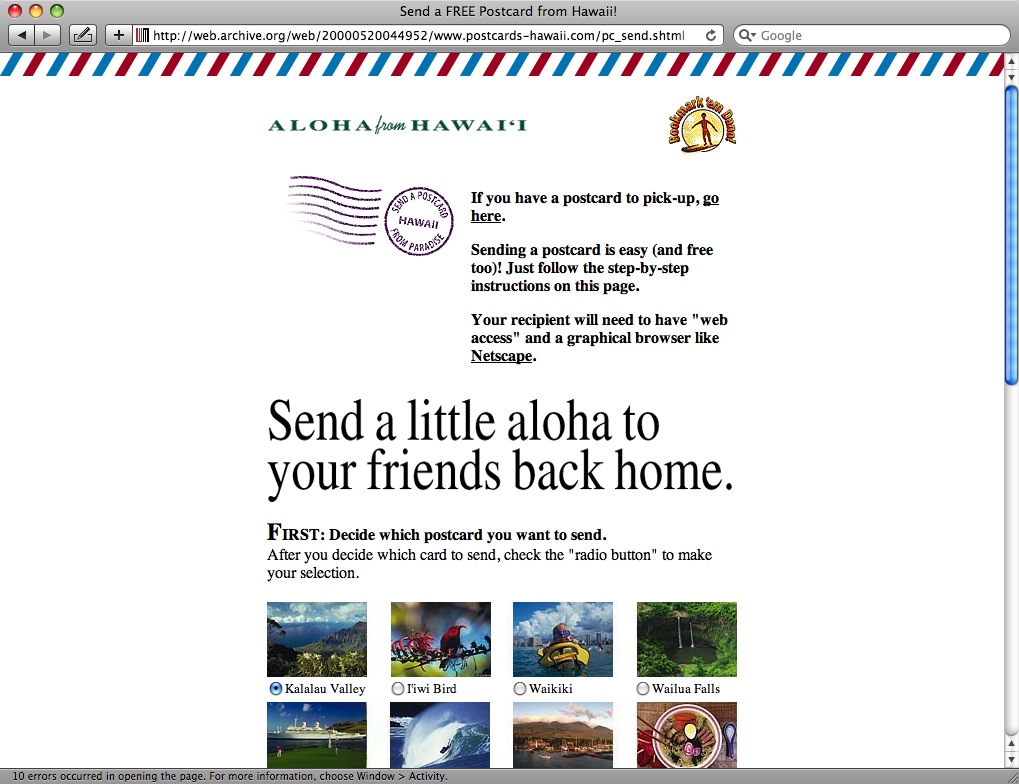 Send a FREE Postcard from Hawaii!
http://web.archive.org/web/20000520044952/www.postcards-hawaii.com/pc_send.shtml
Google
ALOHA from HAWAI‘I
Bookmark 'em Dano!
SEND A POSTCARD
HAWAII
FROM PARADISE
If you have a postcard to pick-up, go
here.
Sending a postcard is easy (and free
too)! Just follow the step-by-step
instructions on this page.
Your recipient will need to have "web
access" and a graphical browser like
Netscape.
Send a little aloha to
your friends back home.
FIRST: Decide which postcard you want to send.
After you decide which card to send, check the "radio button" to make
your selection.
Kalalau Valley
I'iwi Bird
Waikiki
Wailua Falls
10 errors occurred in opening the page. For more information, choose Window > Activity.